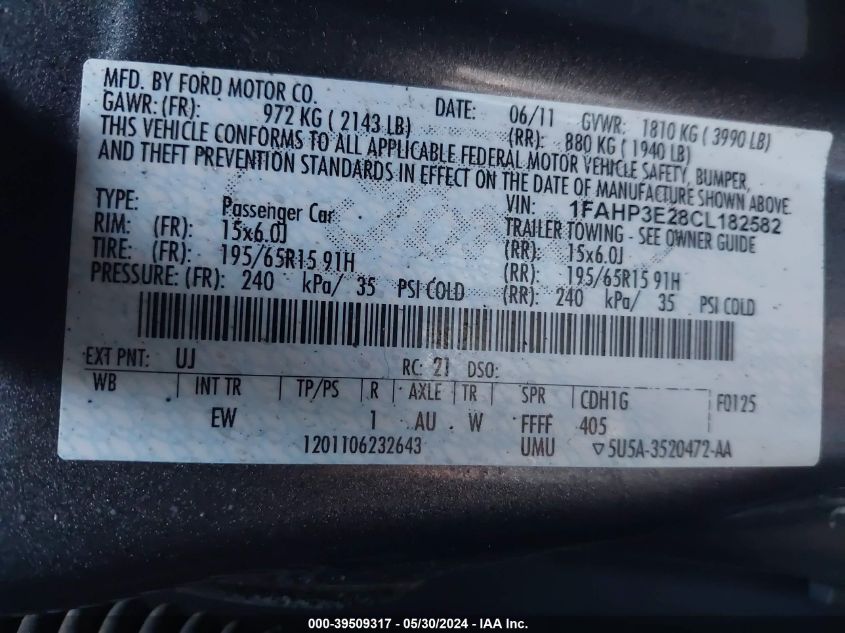 MFD. BY FORD MOTOR CO. DATE: 06/11 GVWR: 1810 KG ( 3990 LB)
GAWR: (FR): 972 KG ( 2143 LB) (RR): 880 KG ( 1940 LB)
THIS VEHICLE CONFORMS TO ALL APPLICABLE FEDERAL MOTOR VEHICLE SAFETY, BUMPER,
AND THEFT PREVENTION STANDARDS IN EFFECT ON THE DATE OF MANUFACTURE SHOWN ABOVE.
VIN: 1FAHP3E28CL182582
TYPE: Passenger Car TRAILER TOWING - SEE OWNER GUIDE
RIM: (FR): 15x6.0J (RR): 15x6.0J
TIRE: (FR): 195/65R15 91H (RR): 195/65R15 91H
PRESSURE: (FR): 240 kPa/ 35 PSI COLD (RR): 240 kPa/ 35 PSI COLD
EXT PNT: UJ RC: 21 DSO:
WB INT TR TP/PS R AXLE TR SPR CDH1G F0125
EW 1 AU W FFFF 405
1201106232643 UMU ▽5U5A-3520472-AA
000-39509317 - 05/30/2024 - IAA Inc.